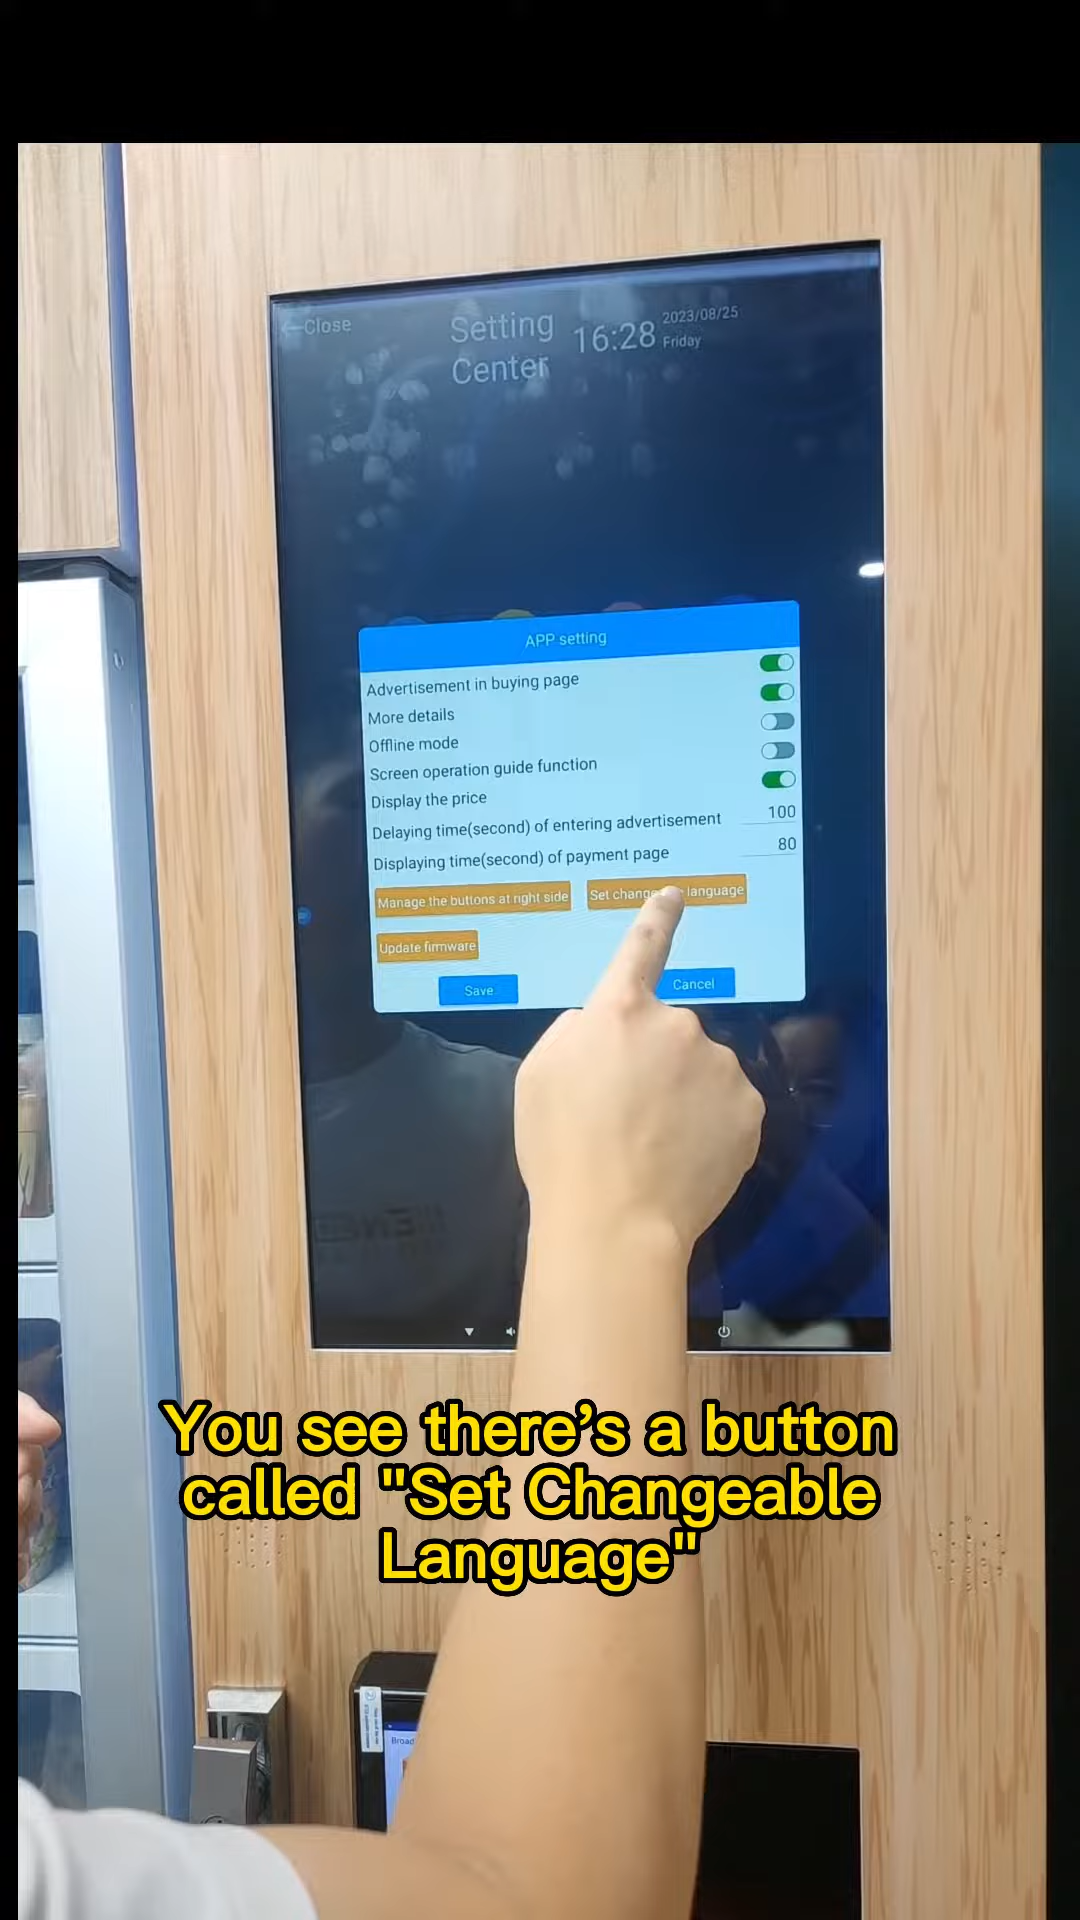 Close
Setting
Center
16:28
2023/08/25
Friday
APP setting
Advertisement in buying page
More details
Offline mode
Screen operation guide function
Display the price
Delaying time(second) of entering advertisement 100
Displaying time(second) of payment page 80
Manage the buttons at right side
Set language
Update firmware
Save
Cancel
You see there's a button
called "Set Changeable
Language"